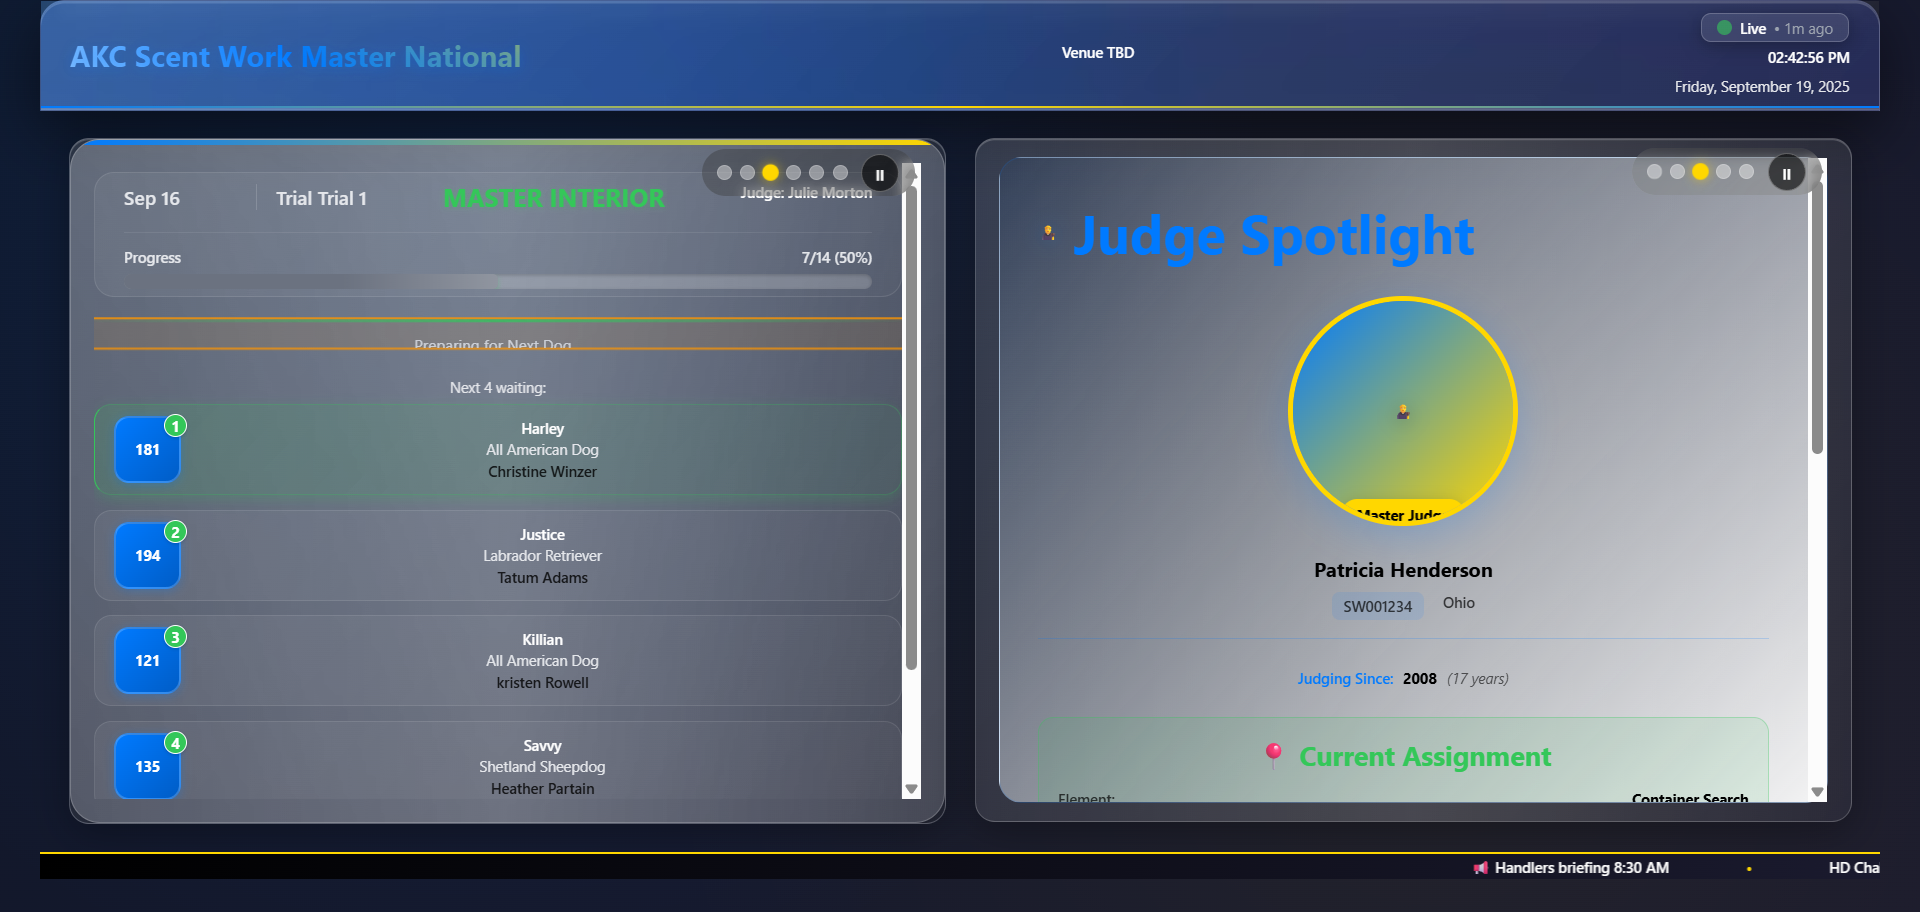 AKC Scent Work Master National
Venue TBD
Live • 1m ago
02:42:56 PM
Friday, September 19, 2025
Sep 16
Trial Trial 1
MASTER INTERIOR
Judge: Julie Morton
Progress
7/14 (50%)
Preparing for Next Dog
Next 4 waiting:
181
1
Harley
All American Dog
Christine Winzer
194
2
Justice
Labrador Retriever
Tatum Adams
121
3
Killian
All American Dog
kristen Rowell
135
4
Savvy
Shetland Sheepdog
Heather Partain
Judge Spotlight
Master Judg
Patricia Henderson
SW001234
Ohio
Judging Since: 2008 (17 years)
Current Assignment
Element:
Container Search
Handlers briefing 8:30 AM • HD Cha